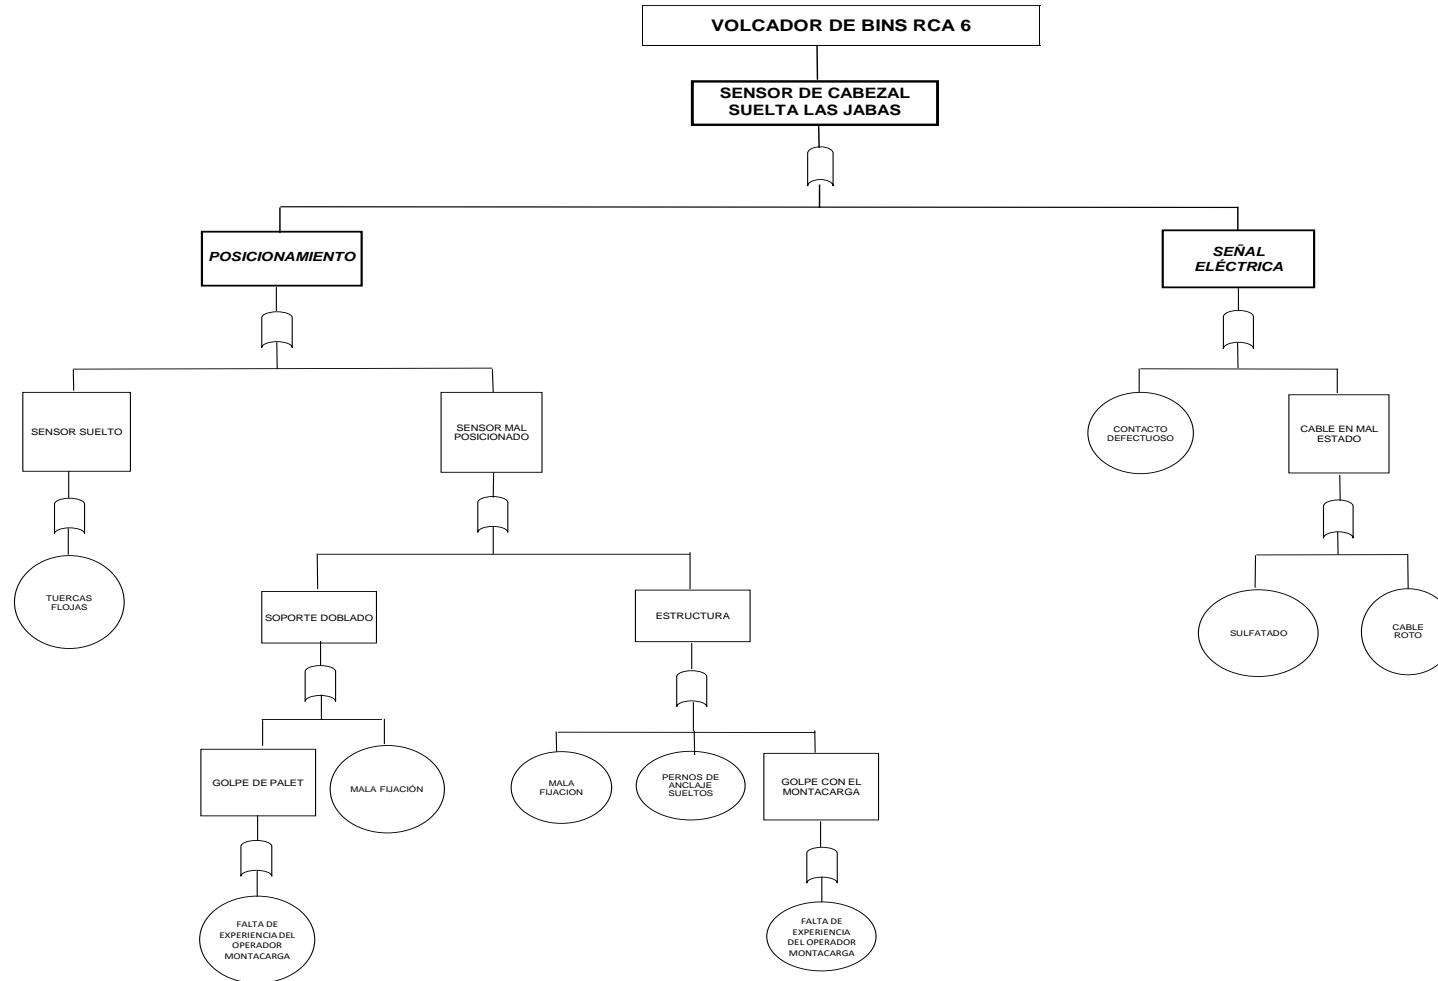 VOLCADOR DE BINS RCA 6
SENSOR DE CABEZAL
SUELTA LAS JABAS
POSICIONAMIENTO
SEÑAL
ELÉCTRICA
SENSOR SUELTO
SENSOR MAL
POSICIONADO
CONTACTO
DEFECTUOSO
CABLE EN MAL
ESTADO
TUERCAS
FLOJAS
SOPORTE DOBLADO
ESTRUCTURA
SULFATADO
CABLE
ROTO
GOLPE DE PALET
MALA FIJACIÓN
MALA
FIJACION
PERNOS DE
ANCLAJE
SUELTOS
GOLPE CON EL
MONTACARGA
FALTA DE
EXPERIENCIA DEL
OPERADOR
MONTACARGA
FALTA DE
EXPERIENCIA
DEL OPERADOR
MONTACARGA